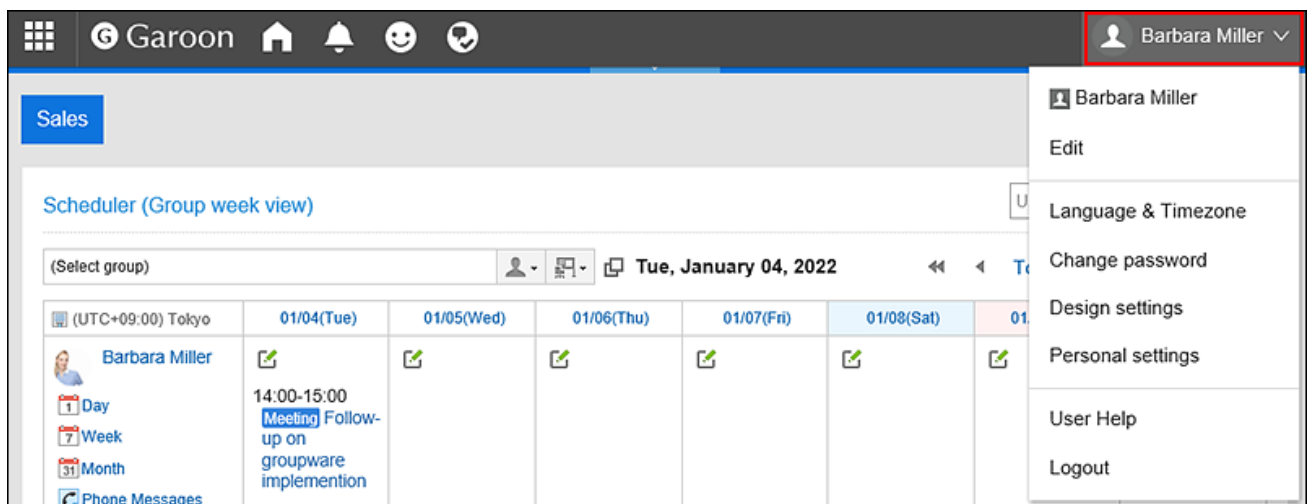 Garoon
Barbara Miller
Barbara Miller
Edit
Language & Timezone
Change password
Design settings
Personal settings
User Help
Logout
Sales
Scheduler (Group week view)
U
(Select group)
Tue, January 04, 2022
(UTC+09:00) Tokyo 01/04(Tue) 01/05(Wed) 01/06(Thu) 01/07(Fri) 01/08(Sat)
Barbara Miller
1 Day
7 Week
31 Month
Phone Messages
14:00-15:00
Meeting Follow-
up on
groupware
implemention